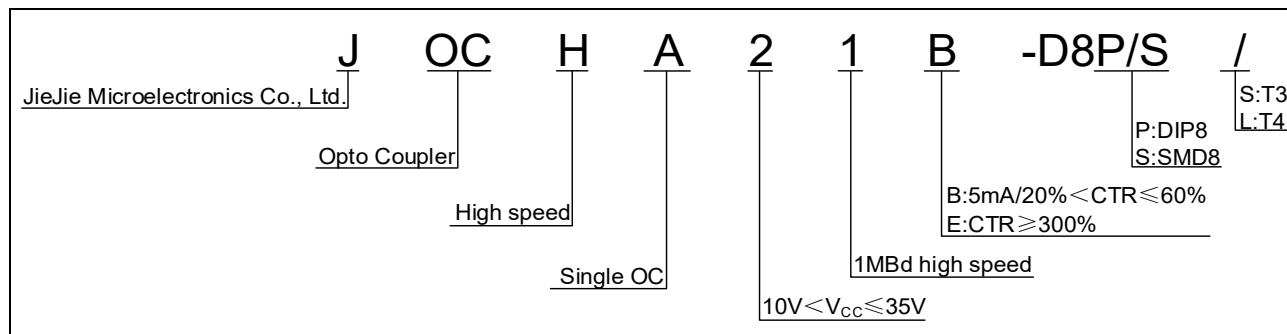 J OC H A 2 1 B -D8P/S /
JieJie Microelectronics Co., Ltd.
S:T3
L:T4
P:DIP8
S:SMD8
Opto Coupler
B:5mA/20%<CTR≤60%
E:CTR≥300%
High speed
1MBd high speed
Single OC
10V<VCC≤35V